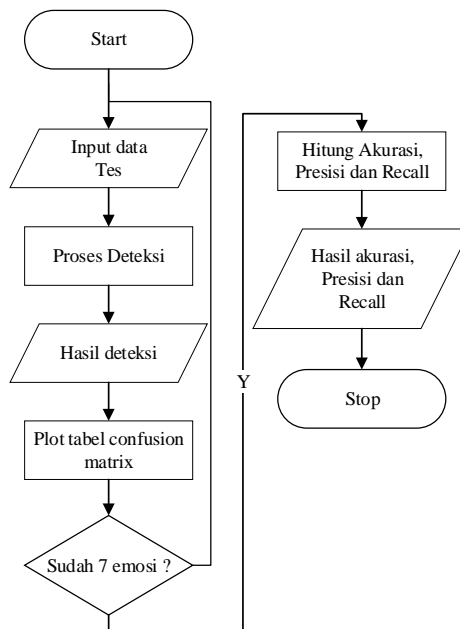 Start
Input data
Tes
Proses Deteksi
Hasil deteksi
Plot tabel confusion
matrix
Sudah 7 emosi ?
Y
Hitung Akurasi,
Presisi dan Recall
Hasil akurasi,
Presisi dan
Recall
Stop